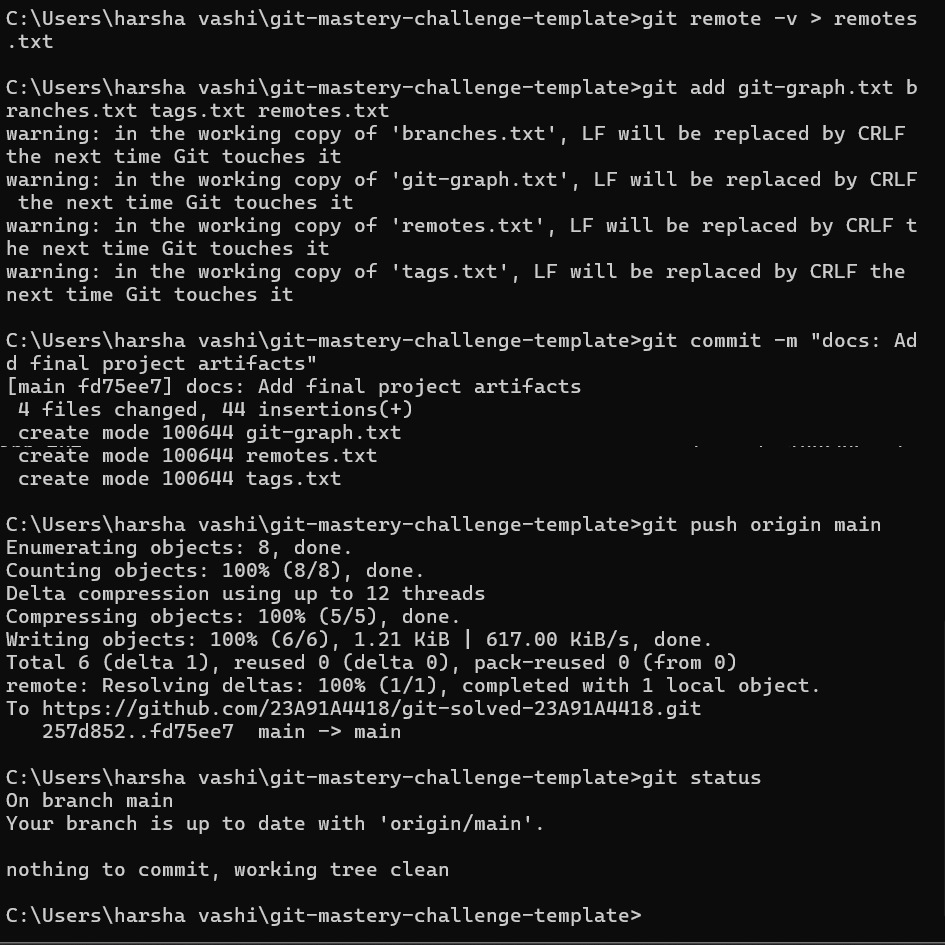 C:\Users\harsha vashi\git-mastery-challenge-template>git remote -v > remotes
.txt
C:\Users\harsha vashi\git-mastery-challenge-template>git add git-graph.txt b
ranches.txt tags.txt remotes.txt
warning: in the working copy of 'branches.txt', LF will be replaced by CRLF
the next time Git touches it
warning: in the working copy of 'git-graph.txt', LF will be replaced by CRLF
 the next time Git touches it
warning: in the working copy of 'remotes.txt', LF will be replaced by CRLF t
he next time Git touches it
warning: in the working copy of 'tags.txt', LF will be replaced by CRLF the
next time Git touches it
C:\Users\harsha vashi\git-mastery-challenge-template>git commit -m "docs: Ad
d final project artifacts"
[main fd75ee7] docs: Add final project artifacts
 4 files changed, 44 insertions(+)
 create mode 100644 git-graph.txt
 create mode 100644 remotes.txt
 create mode 100644 tags.txt
C:\Users\harsha vashi\git-mastery-challenge-template>git push origin main
Enumerating objects: 8, done.
Counting objects: 100% (8/8), done.
Delta compression using up to 12 threads
Compressing objects: 100% (5/5), done.
Writing objects: 100% (6/6), 1.21 KiB | 617.00 KiB/s, done.
Total 6 (delta 1), reused 0 (delta 0), pack-reused 0 (from 0)
remote: Resolving deltas: 100% (1/1), completed with 1 local object.
To https://github.com/23A91A4418/git-solved-23A91A4418.git
   257d852..fd75ee7  main -> main
C:\Users\harsha vashi\git-mastery-challenge-template>git status
On branch main
Your branch is up to date with 'origin/main'.
nothing to commit, working tree clean
C:\Users\harsha vashi\git-mastery-challenge-template>